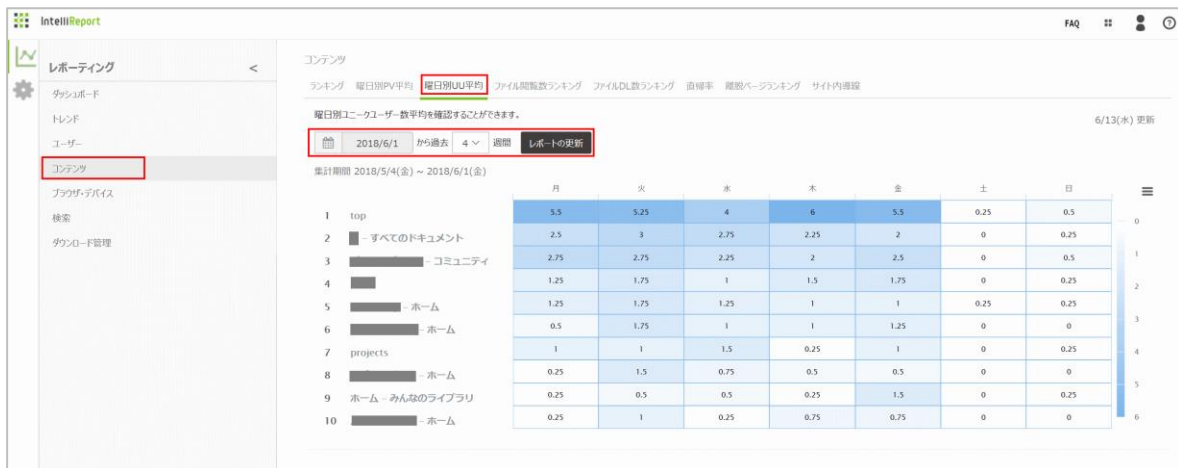 IntelliReport
FAQ
レポーティング <
ダッシュボード
トレンド
ユーザー
コンテンツ
ブラウザ・デバイス
検索
ダウンロード管理
コンテンツ
ランキング 曜日別PV平均 曜日別UU平均 ファイル閲覧数ランキング ファイルDL数ランキング 直帰率 離脱ページランキング サイト内導線
曜日別ユニークユーザー数平均を確認することができます。
6/13(水) 更新
2018/6/1 から過去 4 週間 レポートの更新
集計期間 2018/5/4(金) ~ 2018/6/1(金)
月 火 水 木 金 土 日
1 top 5.5 5.25 4 6 5.5 0.25 0.5
2 - すべてのドキュメント 2.5 3 2.75 2.25 2 0 0.25
3 - コミュニティ 2.75 2.75 2.25 2 2.5 0 0.5
4 1.25 1.75 1 1.5 1.75 0 0.25
5 - ホーム 1.25 1.75 1.25 1 1 0.25 0.25
6 - ホーム 0.5 1.75 1 1 1.25 0 0
7 projects 1 1 1.5 0.25 1 0 0.25
8 - ホーム 0.25 1.5 0.75 0.5 0.5 0 0
9 ホーム - みんなのライブラリ 0.25 0.5 0.5 0.25 1.5 0 0.25
10 - ホーム 0.25 1 0.25 0.75 0.75 0 0
0
1
2
3
4
5
6